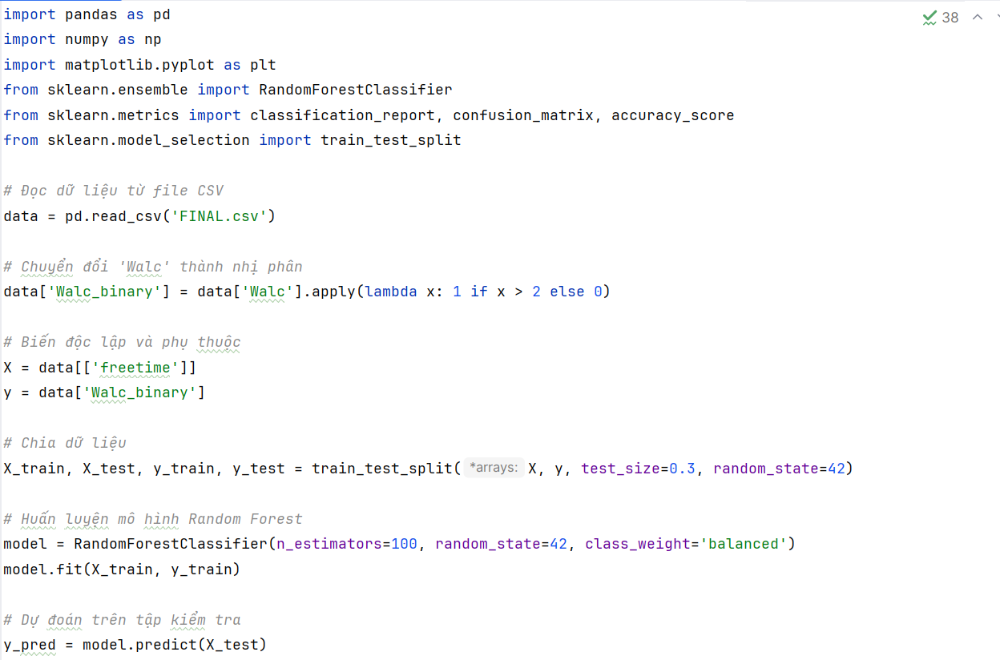 import pandas as pd
38
import numpy as np
import matplotlib.pyplot as plt
from sklearn.ensemble import RandomForestClassifier
from sklearn.metrics import classification_report, confusion_matrix, accuracy_score
from sklearn.model_selection import train_test_split
# Đọc dữ liệu từ file CSV
data = pd.read_csv('FINAL.csv')
# Chuyển đổi 'Walc' thành nhị phân
data['Walc_binary'] = data['Walc'].apply(lambda x: 1 if x > 2 else 0)
# Biến độc lập và phụ thuộc
X = data[['freetime']]
y = data['Walc_binary']
# Chia dữ liệu
X_train, X_test, y_train, y_test = train_test_split( *arrays: X, y, test_size=0.3, random_state=42)
# Huấn luyện mô hình Random Forest
model = RandomForestClassifier(n_estimators=100, random_state=42, class_weight='balanced')
model.fit(X_train, y_train)
# Dự đoán trên tập kiểm tra
y_pred = model.predict(X_test)